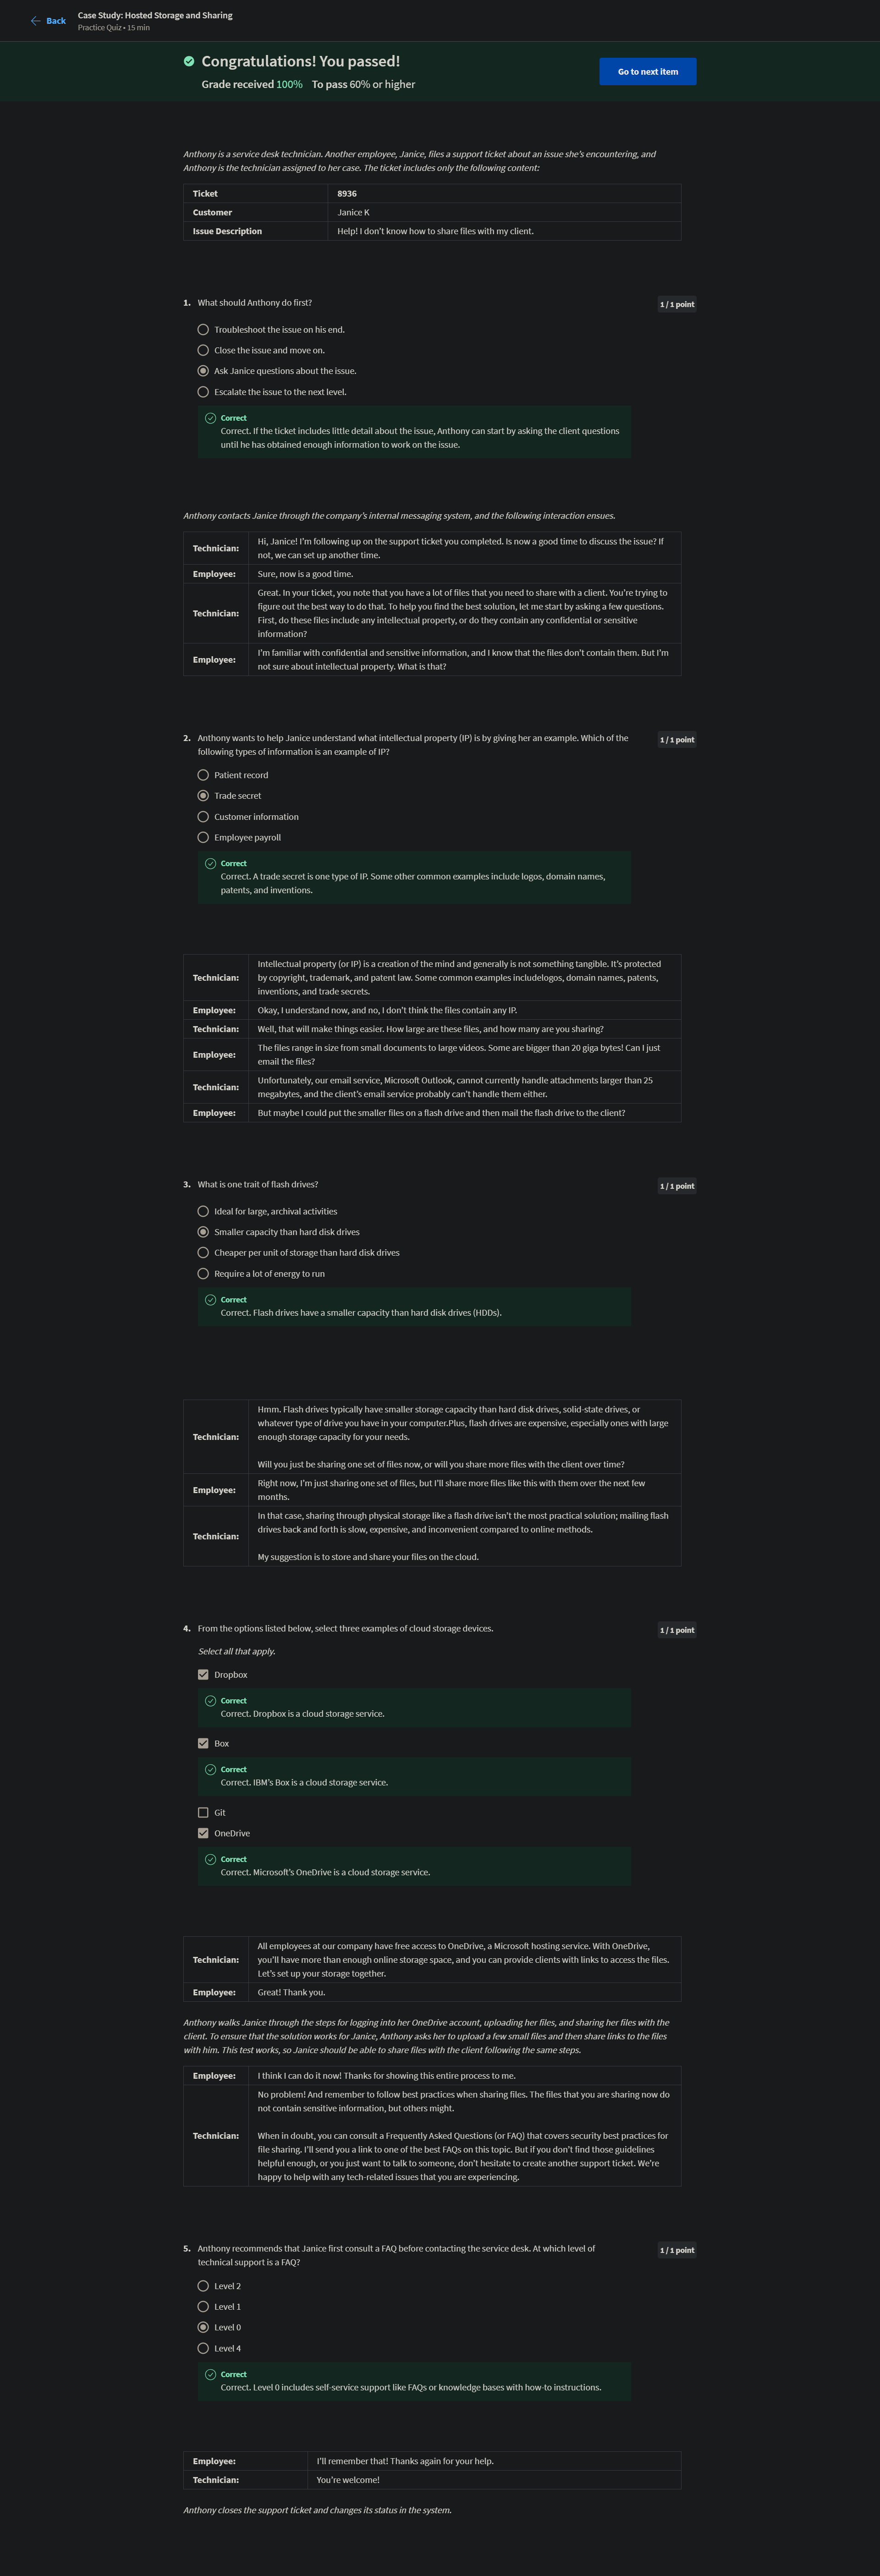 Back
Case Study: Hosted Storage and Sharing
Practice Quiz • 15 min
Congratulations! You passed!
Grade received 100% To pass 60% or higher
Go to next item
Anthony is a service desk technician. Another employee, Janice, files a support ticket about an issue she's encountering, and
Anthony is the technician assigned to her case. The ticket includes only the following content:
Ticket 8936
Customer Janice K
Issue Description Help! I don't know how to share files with my client.
1. What should Anthony do first?
1 / 1 point
Troubleshoot the issue on his end.
Close the issue and move on.
Ask Janice questions about the issue.
Escalate the issue to the next level.
Correct
Correct. If the ticket includes little detail about the issue, Anthony can start by asking the client questions
until he has obtained enough information to work on the issue.
Anthony contacts Janice through the company's internal messaging system, and the following interaction ensues.
Technician: Hi, Janice! I'm following up on the support ticket you completed. Is now a good time to discuss the issue? If
not, we can set up another time.
Employee: Sure, now is a good time.
Technician: Great. In your ticket, you note that you have a lot of files that you need to share with a client. You're trying to
figure out the best way to do that. To help you find the best solution, let me start by asking a few questions.
First, do these files include any intellectual property, or do they contain any confidential or sensitive
information?
Employee: I'm familiar with confidential and sensitive information, and I know that the files don't contain them. But I'm
not sure about intellectual property. What is that?
2. Anthony wants to help Janice understand what intellectual property (IP) is by giving her an example. Which of the
following types of information is an example of IP?
1 / 1 point
Patient record
Trade secret
Customer information
Employee payroll
Correct
Correct. A trade secret is one type of IP. Some other common examples include logos, domain names,
patents, and inventions.
Technician: Intellectual property (or IP) is a creation of the mind and generally is not something tangible. It's protected
by copyright, trademark, and patent law. Some common examples includelogos, domain names, patents,
inventions, and trade secrets.
Employee: Okay, I understand now, and no, I don't think the files contain any IP.
Technician: Well, that will make things easier. How large are these files, and how many are you sharing?
Employee: The files range in size from small documents to large videos. Some are bigger than 20 giga bytes! Can I just
email the files?
Technician: Unfortunately, our email service, Microsoft Outlook, cannot currently handle attachments larger than 25
megabytes, and the client's email service probably can't handle them either.
Employee: But maybe I could put the smaller files on a flash drive and then mail the flash drive to the client?
3. What is one trait of flash drives?
1 / 1 point
Ideal for large, archival activities
Smaller capacity than hard disk drives
Cheaper per unit of storage than hard disk drives
Require a lot of energy to run
Correct
Correct. Flash drives have a smaller capacity than hard disk drives (HDDs).
Technician: Hmm. Flash drives typically have smaller storage capacity than hard disk drives, solid-state drives, or
whatever type of drive you have in your computer.Plus, flash drives are expensive, especially ones with large
enough storage capacity for your needs.
Will you just be sharing one set of files now, or will you share more files with the client over time?
Employee: Right now, I'm just sharing one set of files, but I'll share more files like this with them over the next few
months.
Technician: In that case, sharing through physical storage like a flash drive isn't the most practical solution; mailing flash
drives back and forth is slow, expensive, and inconvenient compared to online methods.
My suggestion is to store and share your files on the cloud.
4. From the options listed below, select three examples of cloud storage devices.
1 / 1 point
Select all that apply.
Dropbox
Correct
Correct. Dropbox is a cloud storage service.
Box
Correct
Correct. IBM's Box is a cloud storage service.
Git
OneDrive
Correct
Correct. Microsoft's OneDrive is a cloud storage service.
Technician: All employees at our company have free access to OneDrive, a Microsoft hosting service. With OneDrive,
you'll have more than enough online storage space, and you can provide clients with links to access the files.
Let's set up your storage together.
Employee: Great! Thank you.
Anthony walks Janice through the steps for logging into her OneDrive account, uploading her files, and sharing her files with the
client. To ensure that the solution works for Janice, Anthony asks her to upload a few small files and then share links to the files
with him. This test works, so Janice should be able to share files with the client following the same steps.
Employee: I think I can do it now! Thanks for showing this entire process to me.
Technician: No problem! And remember to follow best practices when sharing files. The files that you are sharing now do
not contain sensitive information, but others might.
When in doubt, you can consult a Frequently Asked Questions (or FAQ) that covers security best practices for
file sharing. I'll send you a link to one of the best FAQs on this topic. But if you don't find those guidelines
helpful enough, or you just want to talk to someone, don't hesitate to create another support ticket. We're
happy to help with any tech-related issues that you are experiencing.
5. Anthony recommends that Janice first consult a FAQ before contacting the service desk. At which level of
technical support is a FAQ?
1 / 1 point
Level 2
Level 1
Level 0
Level 4
Correct
Correct. Level 0 includes self-service support like FAQs or knowledge bases with how-to instructions.
Employee: I'll remember that! Thanks again for your help.
Technician: You're welcome!
Anthony closes the support ticket and changes its status in the system.